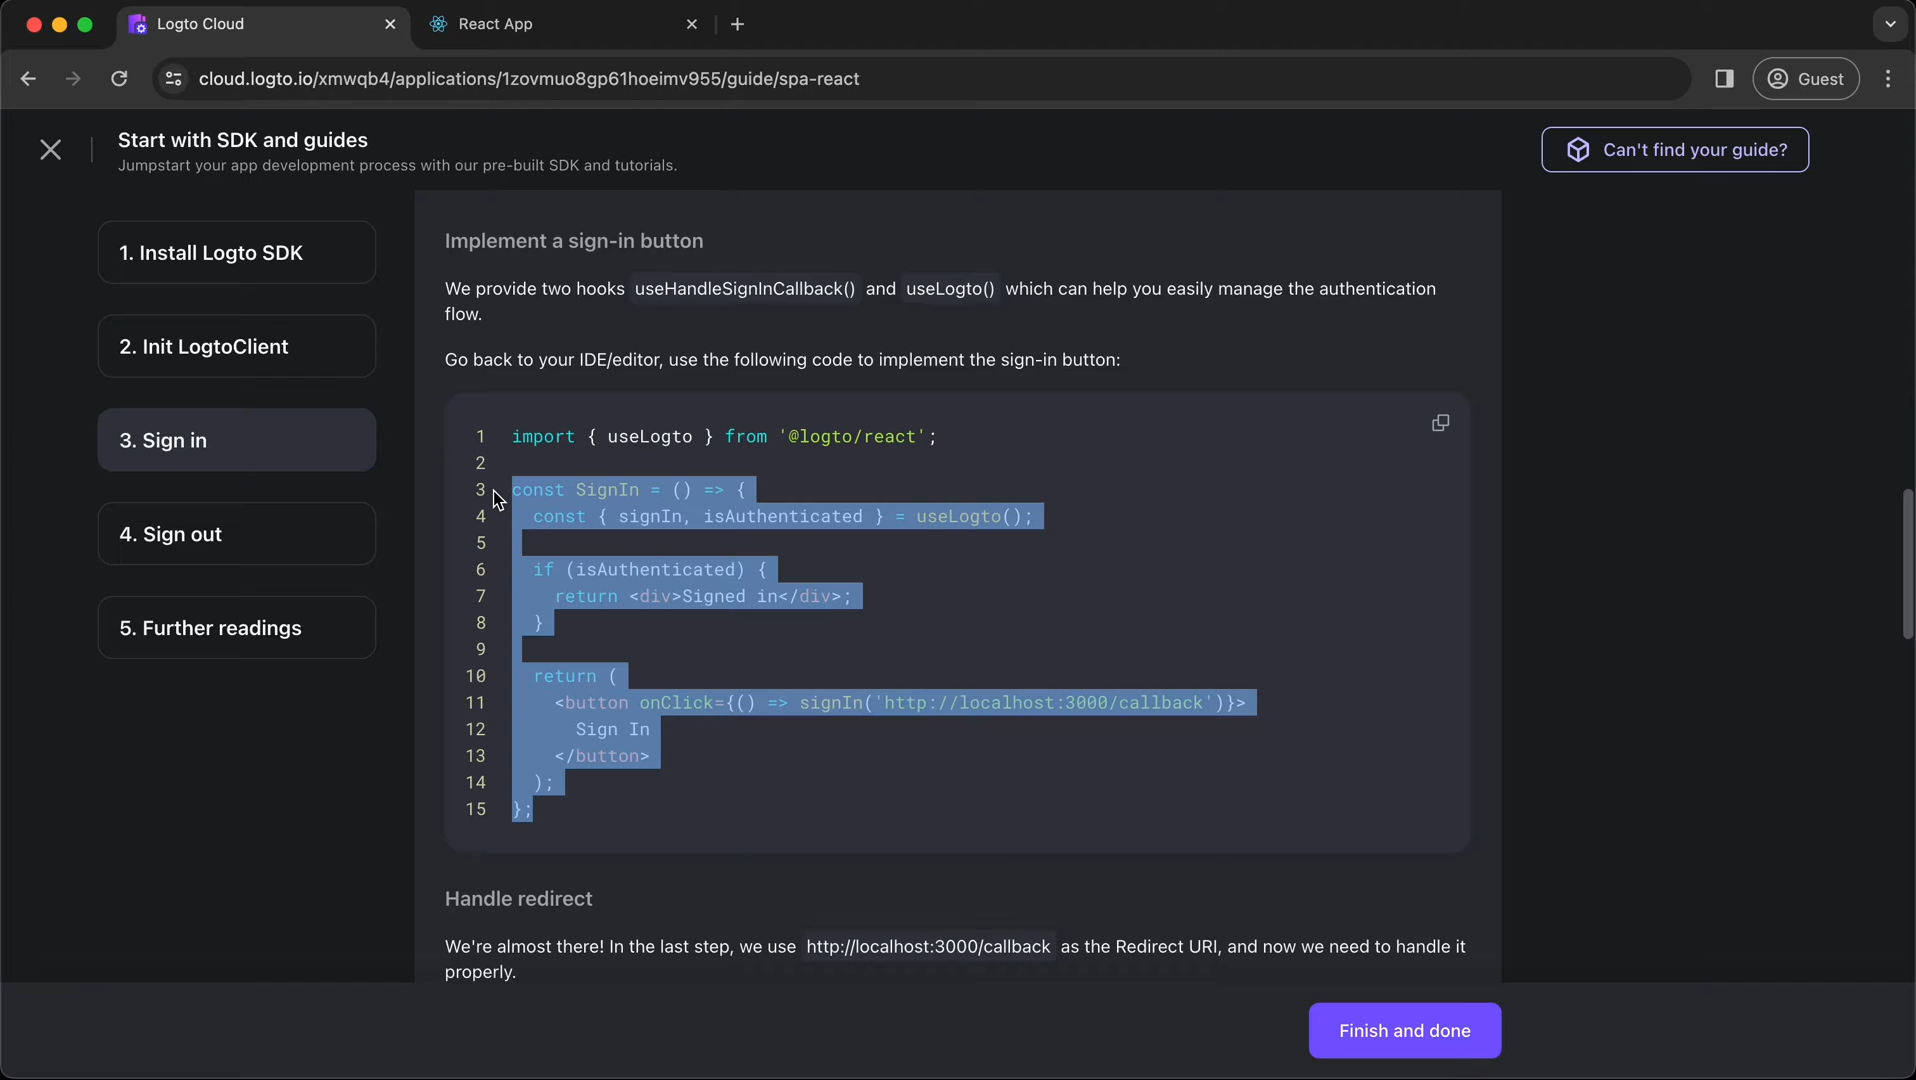 Logto Cloud
React App
cloud.logto.io/xmwqb4/applications/1zovmuo8gp61hoeimv955/guide/spa-react
Guest
Start with SDK and guides
Jumpstart your app development process with our pre-built SDK and tutorials.
Can't find your guide?
1. Install Logto SDK
2. Init LogtoClient
3. Sign in
4. Sign out
5. Further readings
Implement a sign-in button
We provide two hooks useHandleSignInCallback() and useLogto() which can help you easily manage the authentication
flow.
Go back to your IDE/editor, use the following code to implement the sign-in button:
1 import { useLogto } from '@logto/react';
2
3 const SignIn = () => {
4 const { signIn, isAuthenticated } = useLogto();
5
6 if (isAuthenticated) {
7 return <div>Signed in</div>;
8 }
9
10 return (
11 <button onClick={() => signIn('http://localhost:3000/callback')}>
12 Sign In
13 </button>
14 );
15 };
Handle redirect
We're almost there! In the last step, we use http://localhost:3000/callback as the Redirect URI, and now we need to handle it
properly.
Finish and done